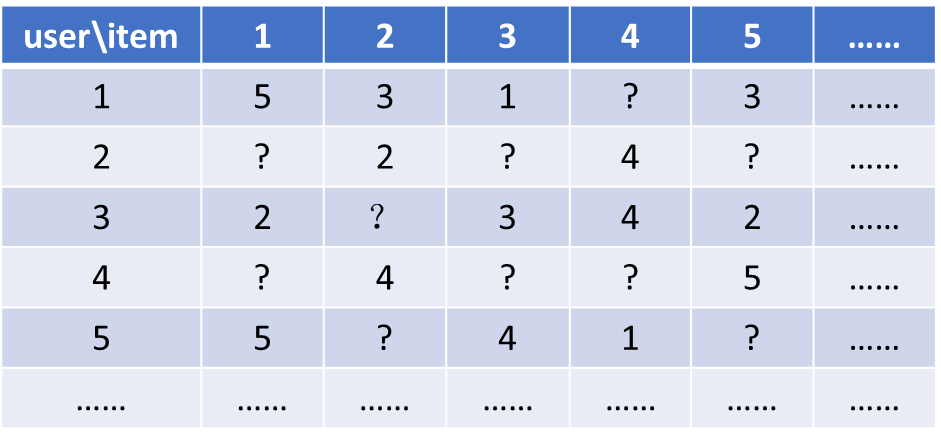 user\item 1 2 3 4 5 ……
1 5 3 1 ? 3 ……
2 ? 2 ? 4 ? ……
3 2 ？ 3 4 2 ……
4 ? 4 ? ? 5 ……
5 5 ? 4 1 ? ……
…… …… …… …… …… …… ……